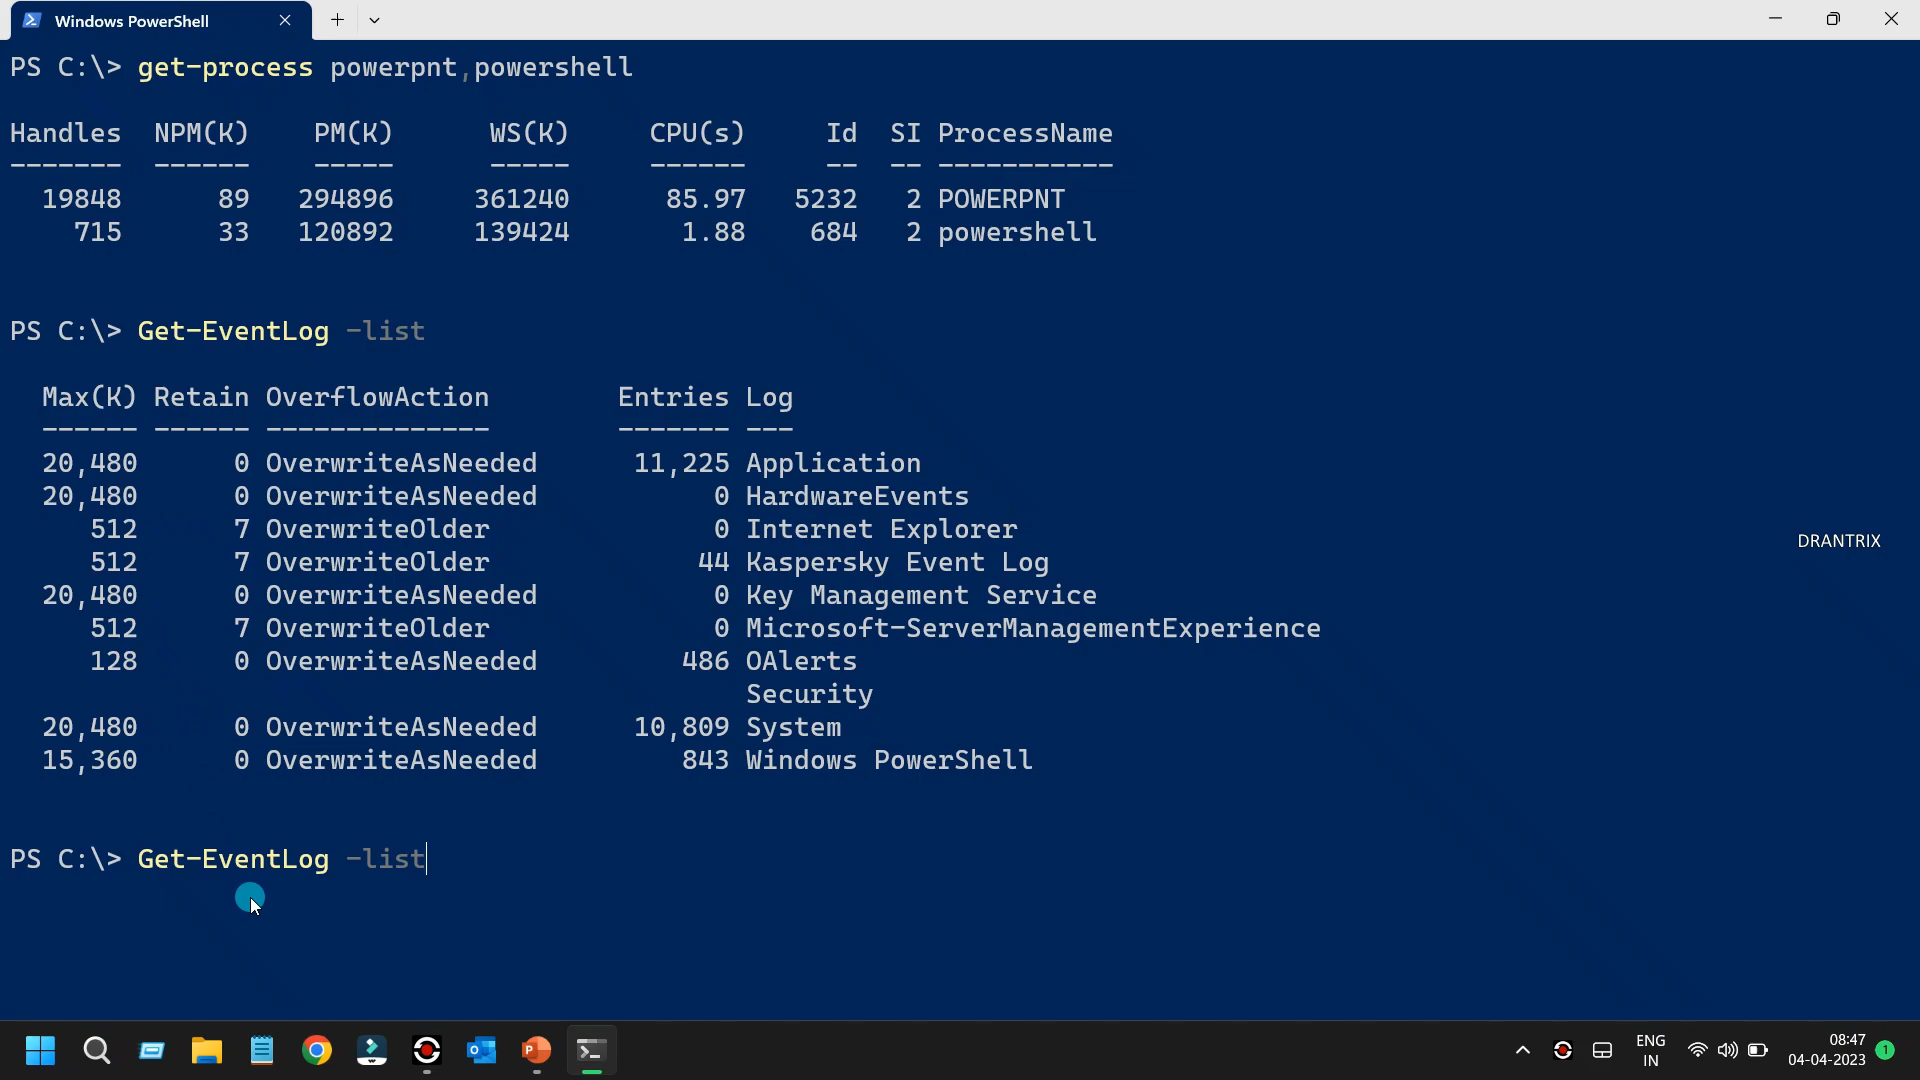 Windows PowerShell
PS C:\> get-process powerpnt,powershell
Handles NPM(K) PM(K) WS(K) CPU(s) Id SI ProcessName
------- ------ ----- ----- ------ -- -- -----------
19848 89 294896 361240 85.97 5232 2 POWERPNT
715 33 120892 139424 1.88 684 2 powershell
PS C:\> Get-EventLog -list
Max(K) Retain OverflowAction Entries Log
------ ------ -------------- ------- ---
20,480 0 OverwriteAsNeeded 11,225 Application
20,480 0 OverwriteAsNeeded 0 HardwareEvents
512 7 OverwriteOlder 0 Internet Explorer
512 7 OverwriteOlder 44 Kaspersky Event Log
20,480 0 OverwriteAsNeeded 0 Key Management Service
512 7 OverwriteOlder 0 Microsoft-ServerManagementExperience
128 0 OverwriteAsNeeded 486 OAlerts
Security
20,480 0 OverwriteAsNeeded 10,809 System
15,360 0 OverwriteAsNeeded 843 Windows PowerShell
PS C:\> Get-EventLog -list
DRANTRIX
ENG
IN
08:47
04-04-2023
1